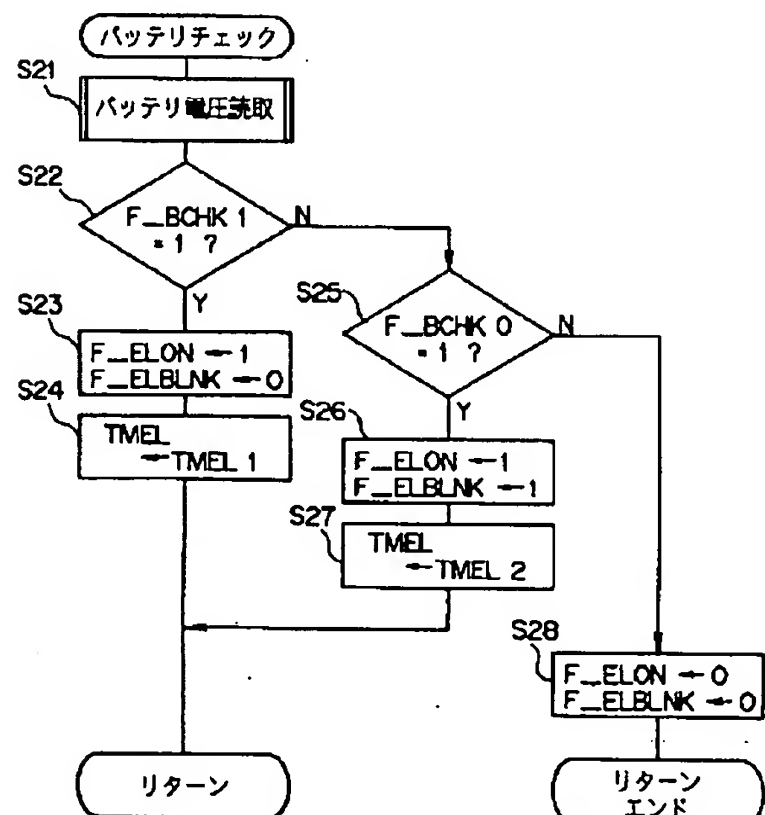 バッテリチェック
S21
バッテリ電圧読取
S22
F_BCHK 1
= 1 ?
N
Y
S23
F_ELON ← 1
F_ELBLNK ← 0
S24
TMEL
← TMEL 1
S25
F_BCHK 0
= 1 ?
N
Y
S26
F_ELON ← 1
F_ELBLNK ← 1
S27
TMEL
← TMEL 2
S28
F_ELON ← 0
F_ELBLNK ← 0
リターン
リターン
エンド